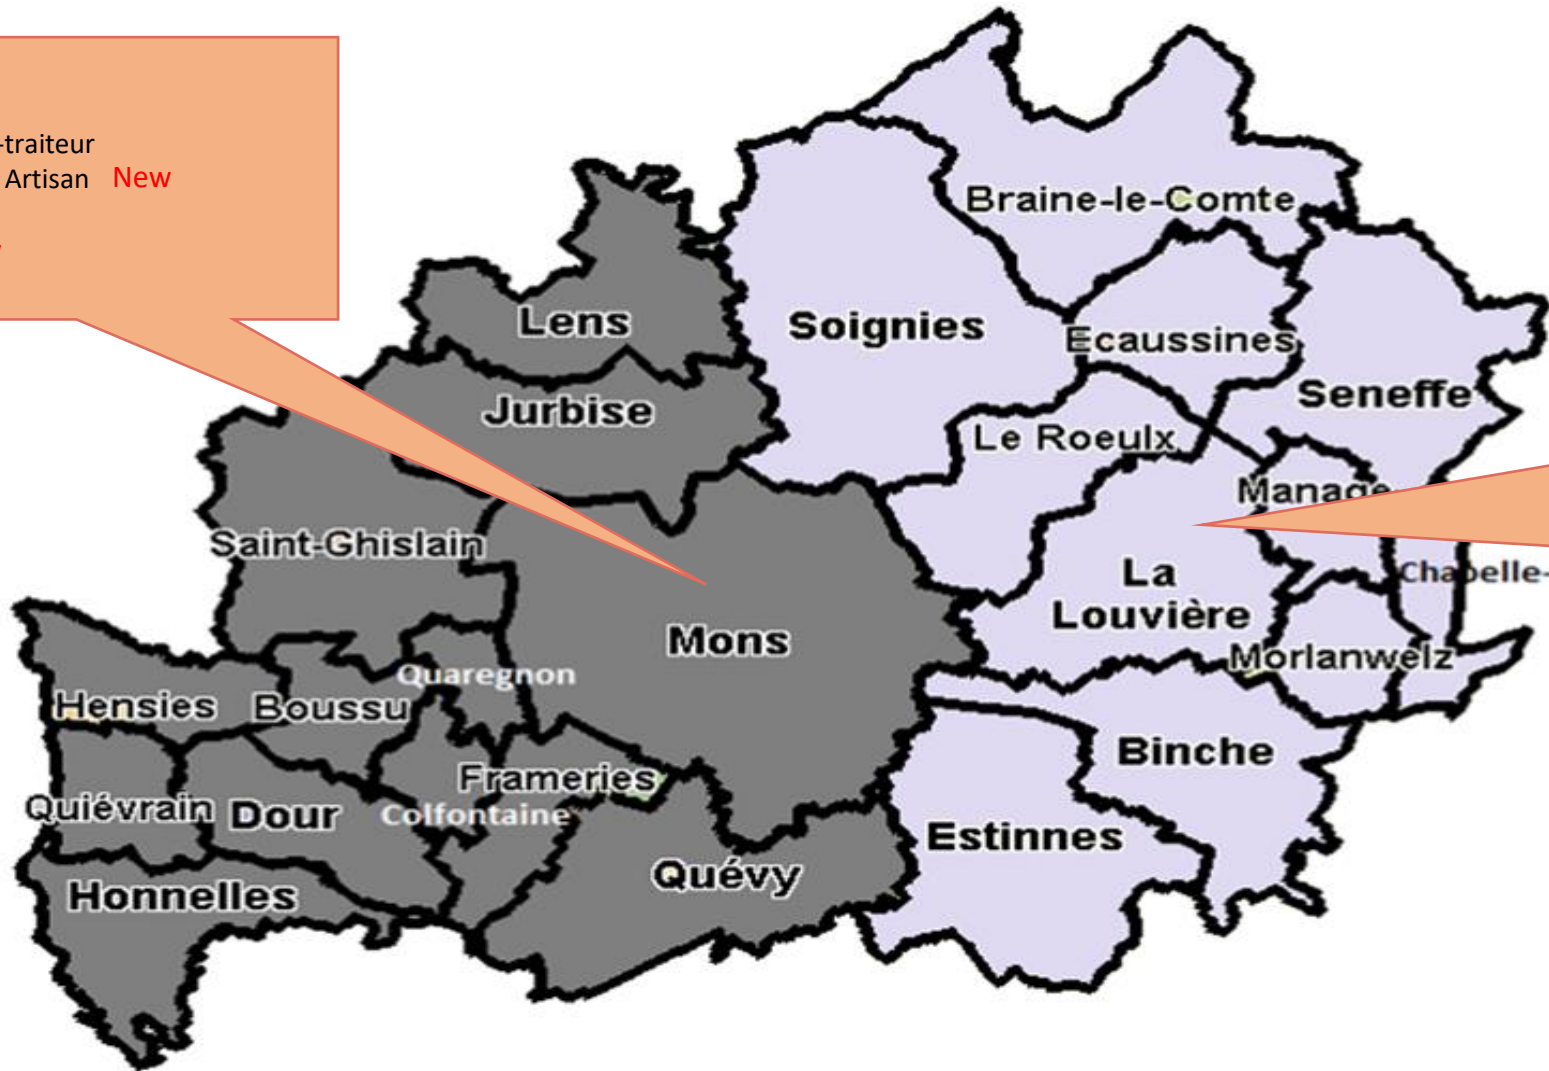 -traiteur
Artisan New
Braine-le-Comte
Lens
Soignies
Ecaussines
Seneffe
Jurbise
Le Roeulx
Manage
Saint-Ghislain
La
Louvière
Chapelle-
Mons
Morlanwelz
Quaregnon
Hensies
Boussu
Binche
Frameries
Quiévrain
Dour
Colfontaine
Estinnes
Quévy
Honnelles